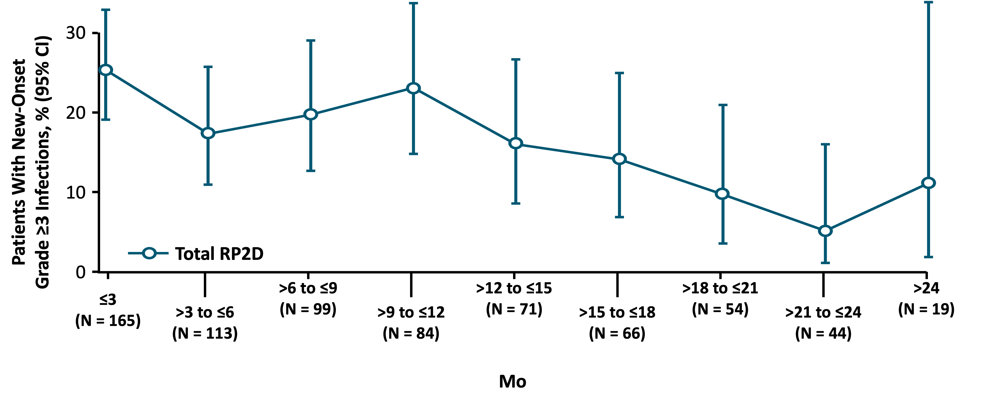 Patients With New-Onset
Grade ≥3 Infections, % (95% CI)
30
20
10
0
Total RP2D
≤3
(N = 165)
>3 to ≤6
(N = 113)
>6 to ≤9
(N = 99)
>9 to ≤12
(N = 84)
>12 to ≤15
(N = 71)
>15 to ≤18
(N = 66)
>18 to ≤21
(N = 54)
>21 to ≤24
(N = 44)
>24
(N = 19)
Mo